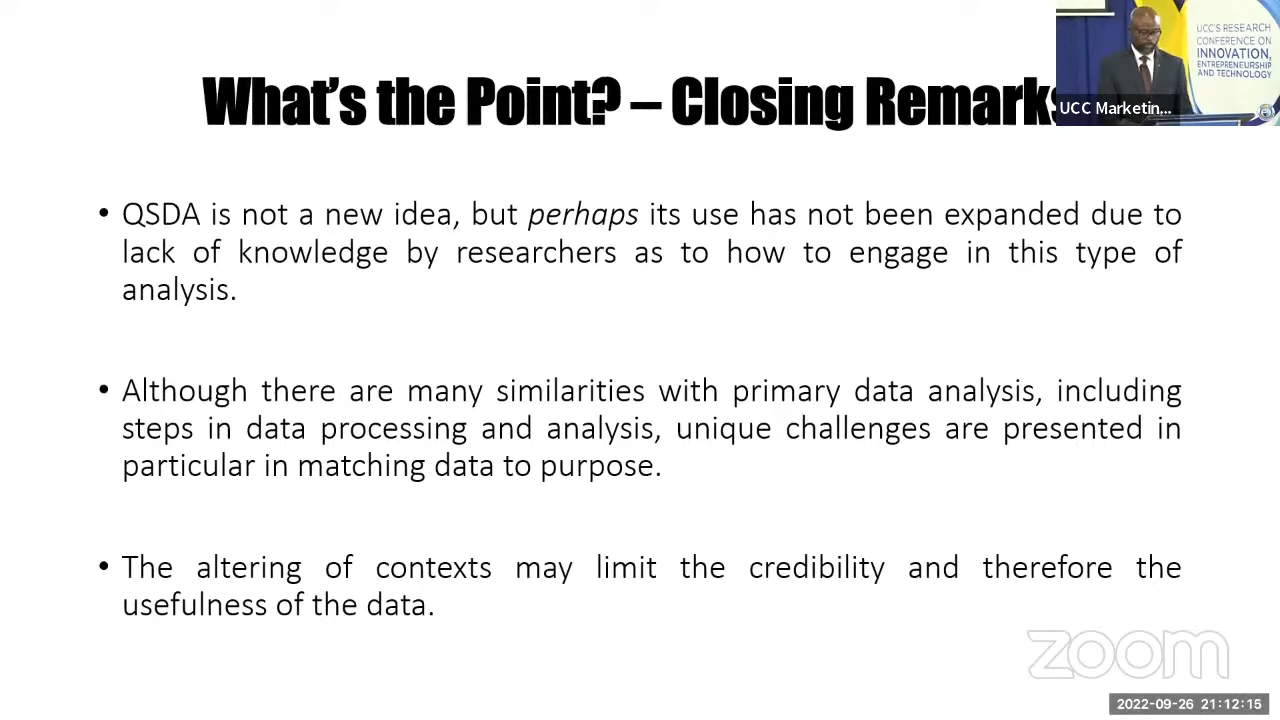 What's the Point? – Closing Remarks
UCC'S RESEARCH
CONFERENCE ON
INNOVATION,
ENTREPRENEURSHIP
AND TECHNOLOGY
UCC Marketin...
• QSDA is not a new idea, but perhaps its use has not been expanded due to
lack of knowledge by researchers as to how to engage in this type of
analysis.
• Although there are many similarities with primary data analysis, including
steps in data processing and analysis, unique challenges are presented in
particular in matching data to purpose.
• The altering of contexts may limit the credibility and therefore the
usefulness of the data.
zoom
2022-09-26 21:12:15